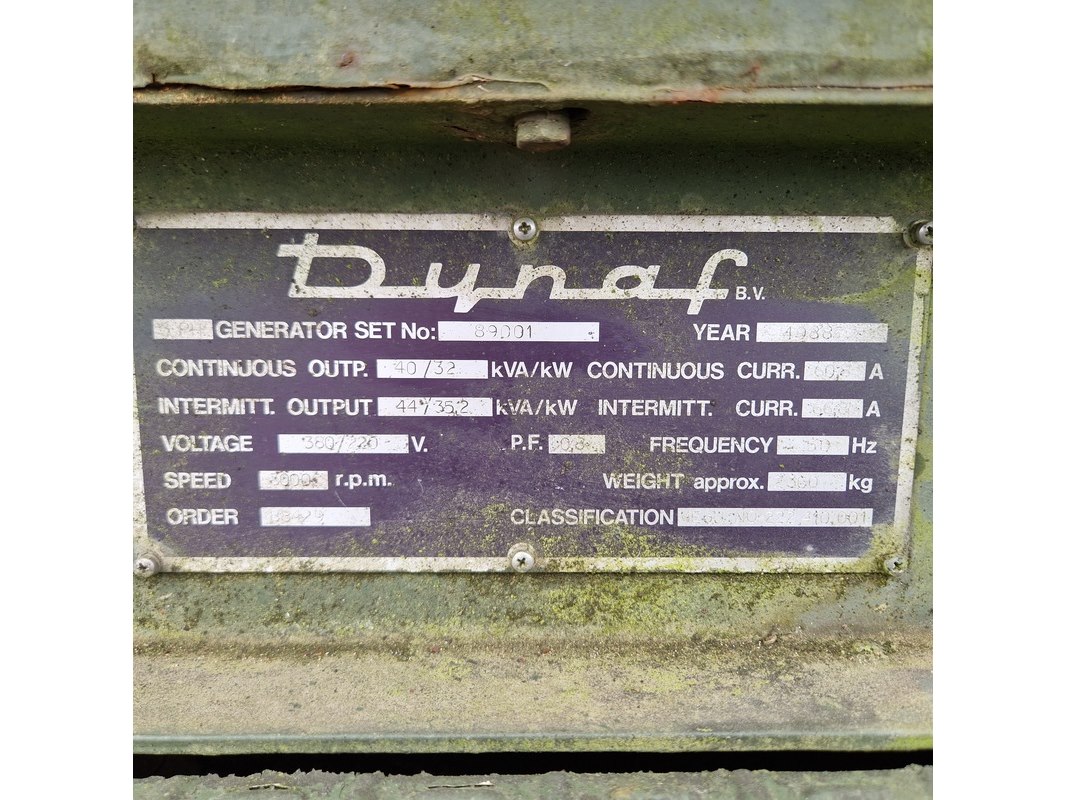 Dynaf B.V.
GENERATOR SET No: 89001 YEAR 1988
CONTINUOUS OUTP. 40/32 kVA/kW CONTINUOUS CURR. A
INTERMITT. OUTPUT 44/35,2 kVA/kW INTERMITT. CURR. A
VOLTAGE 380/220 V. P.F. 0,8 FREQUENCY Hz
SPEED r.p.m. WEIGHT approx. kg
ORDER CLASSIFICATION